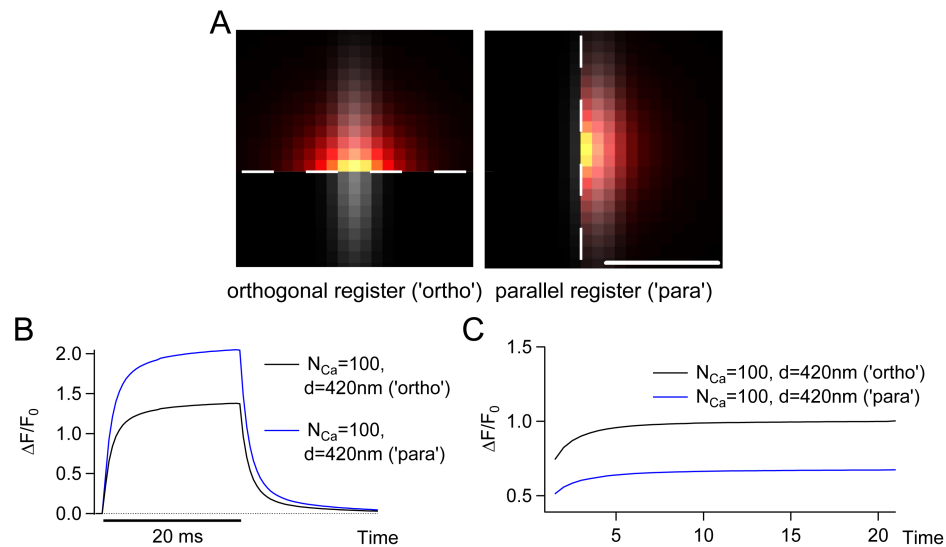 A
orthogonal register ('ortho') parallel register ('para')
B
C
ΔF/F0
2.0
1.5
1.0
0.5
0.0
NCa=100,
d=420nm ('ortho')
NCa=100,
d=420nm ('para')
20 ms
Time
ΔF/F0
1.5
1.0
0.5
NCa=100, d=420nm ('ortho')
NCa=100, d=420nm ('para')
5 10 15 20 Time